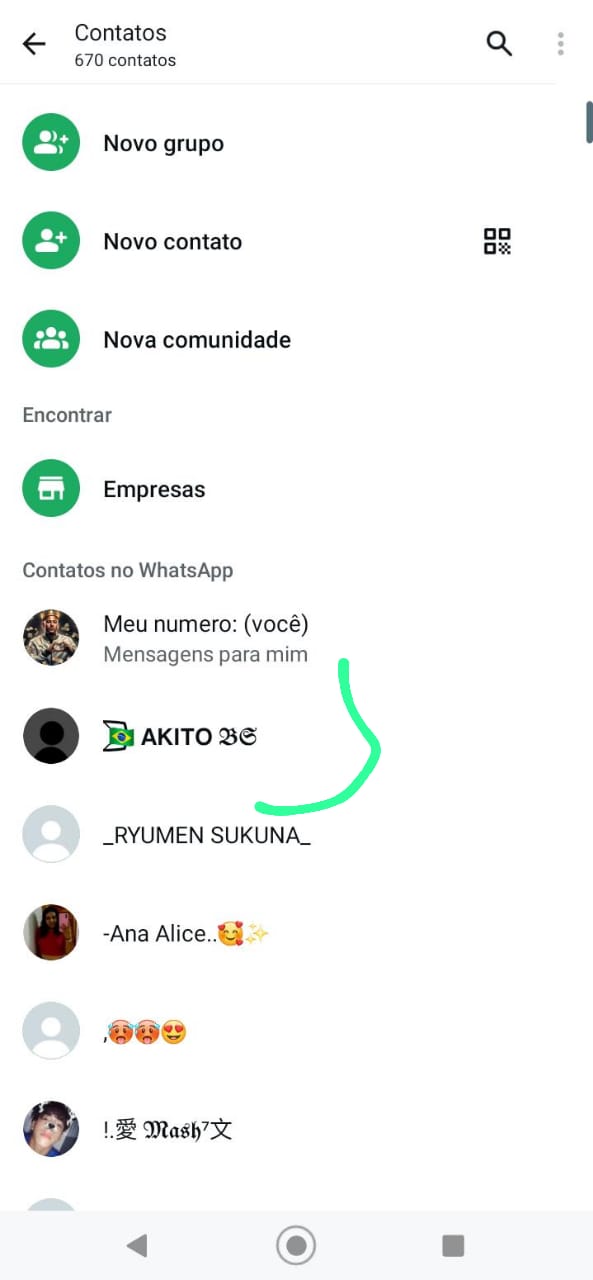 Contatos
670 contatos
Novo grupo
Novo contato
Nova comunidade
Encontrar
Empresas
Contatos no WhatsApp
Meu numero: (você)
Mensagens para mim
🇧🇷 AKITO 𝕭𝕾
_RYUMEN SUKUNA_
-Ana Alice..🥰✨
,🥵🥵😍
!.愛 𝕸𝖆𝖘𝖍⁷文